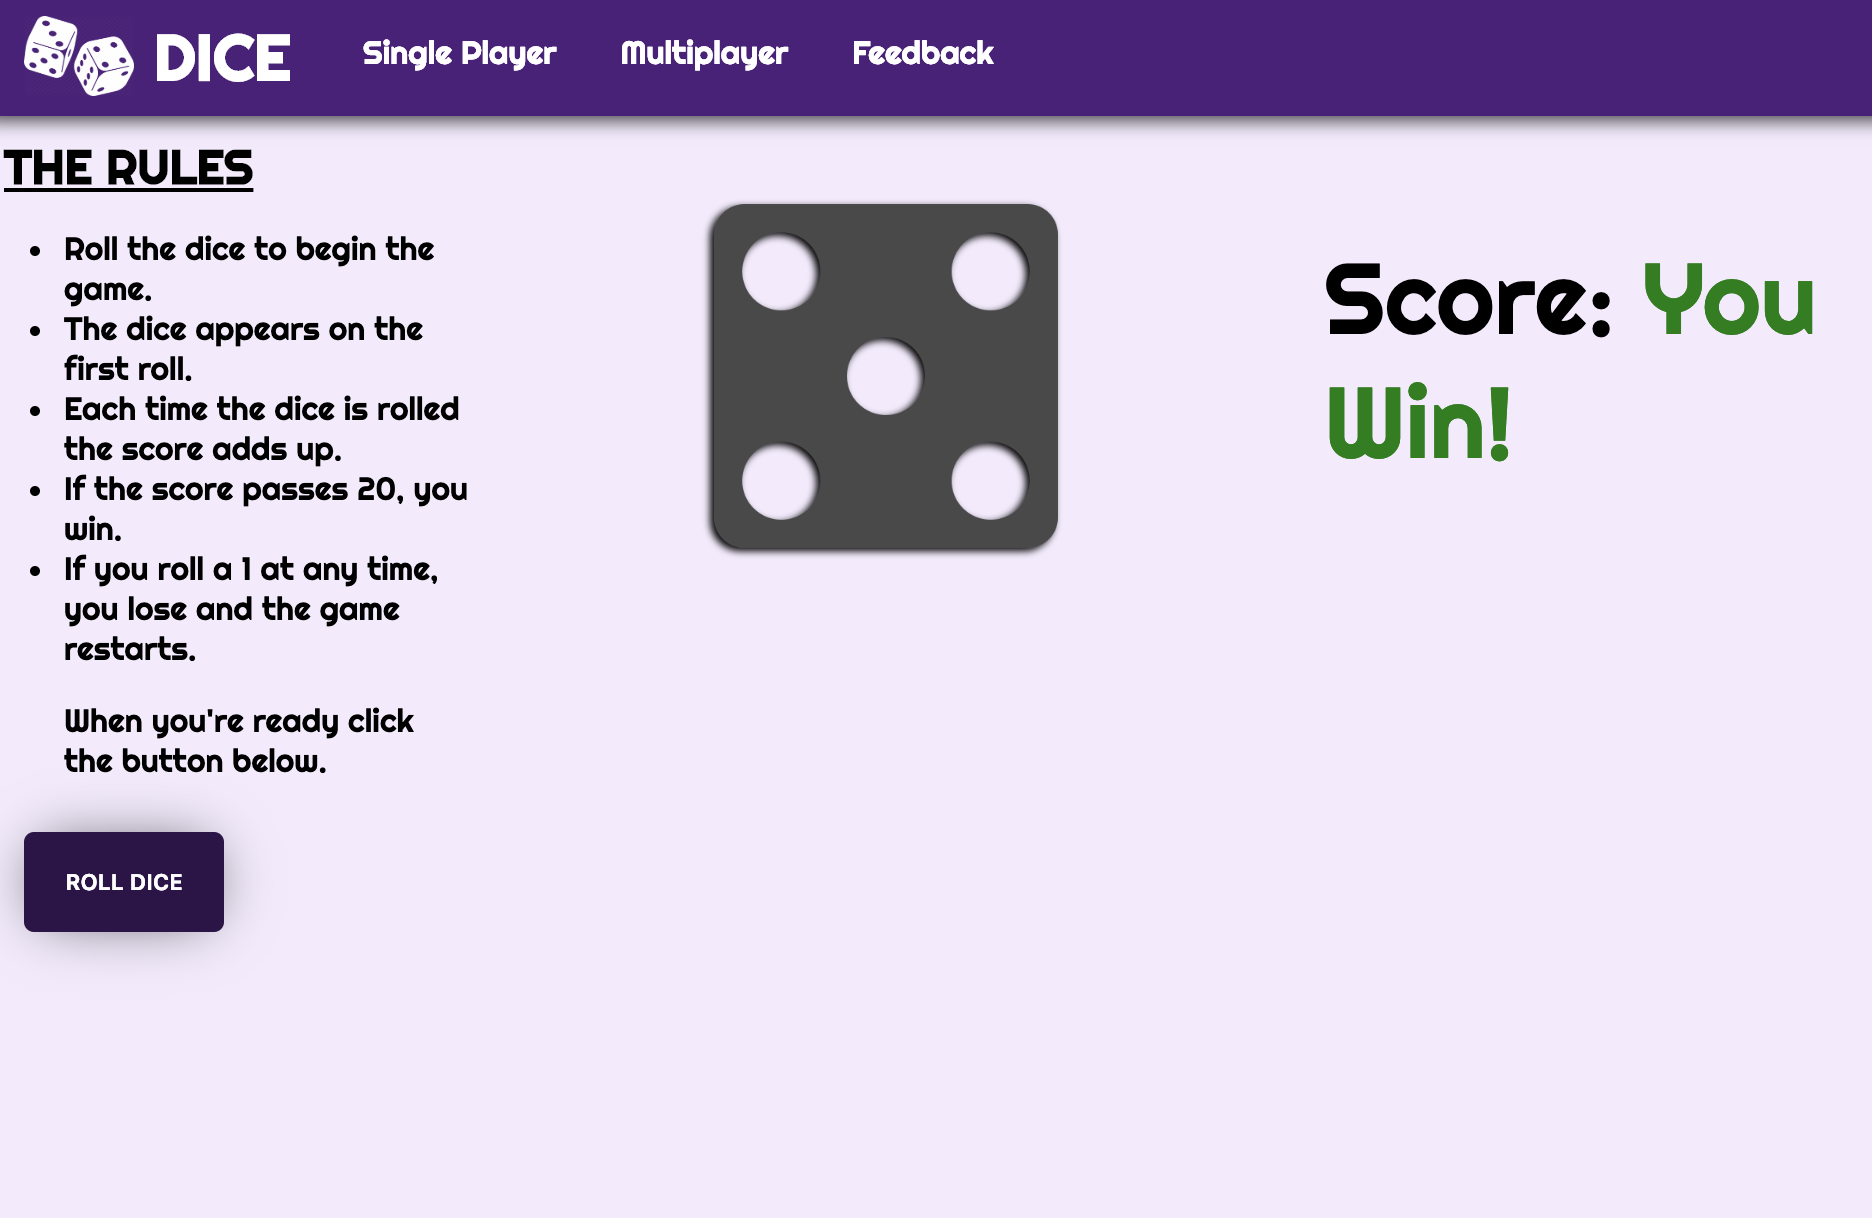 DICE Single Player Multiplayer Feedback
THE RULES
Roll the dice to begin the
game.
The dice appears on the
first roll.
Each time the dice is rolled
the score adds up.
If the score passes 20, you
win.
If you roll a 1 at any time,
you lose and the game
restarts.
When you're ready click
the button below.
ROLL DICE
Score: You
Win!